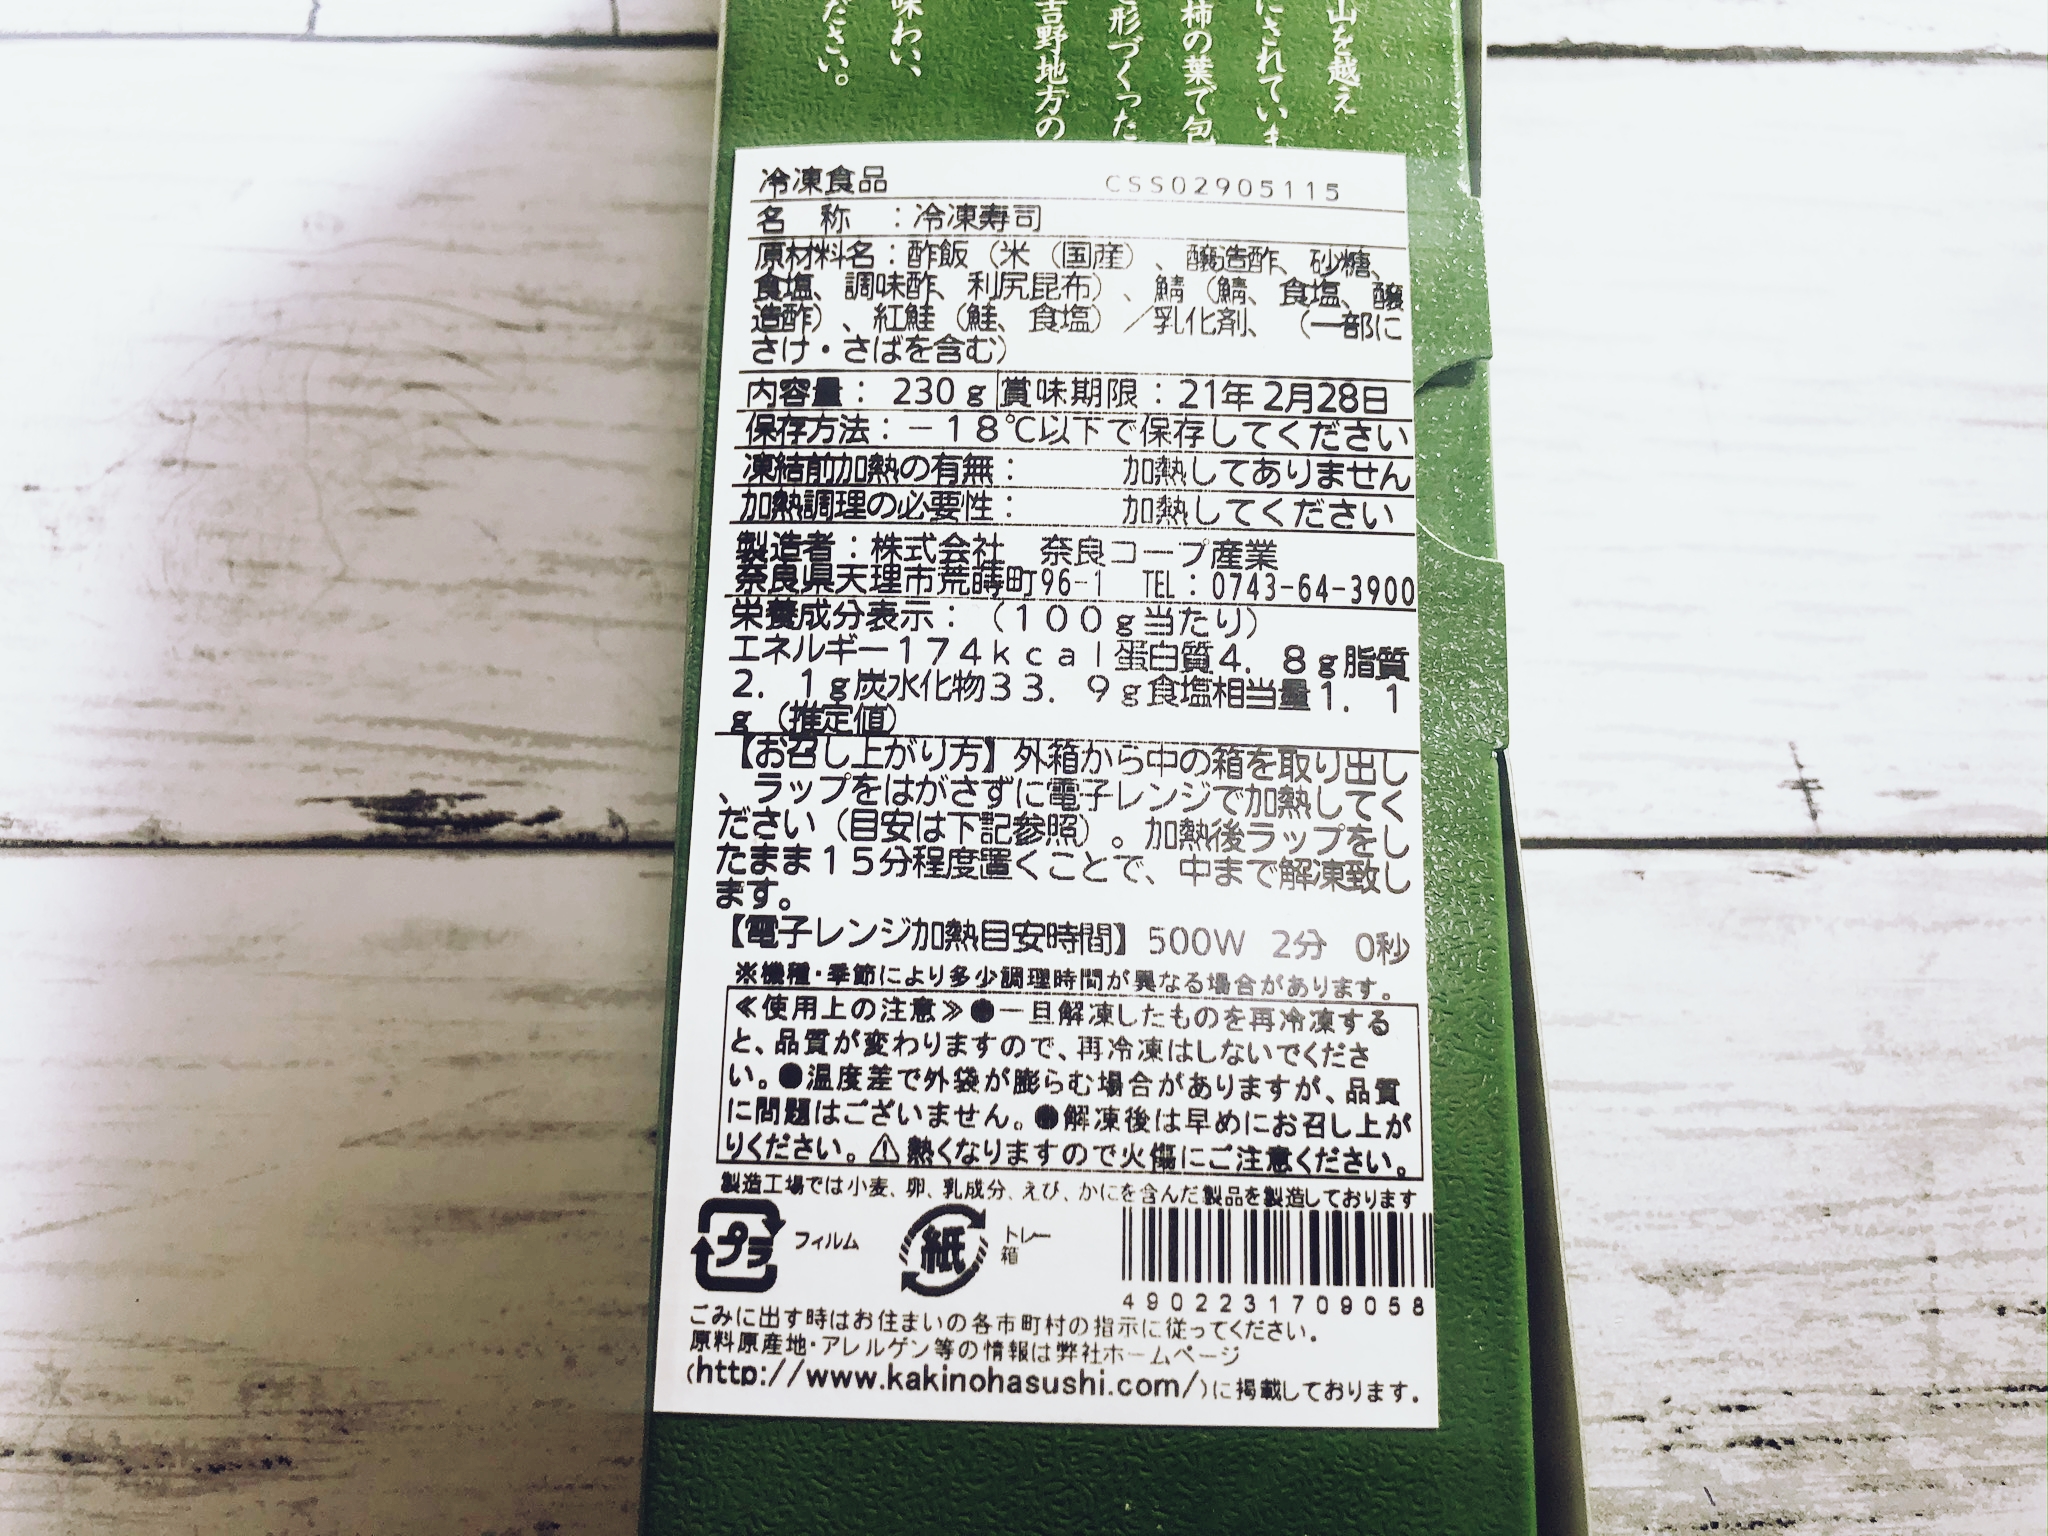 山を越え
にされていま
柿の葉で包
形づくった
吉野地方の
味わい、
ださい。
冷凍食品 CSS02905115
名 称 ：冷凍寿司
原材料名：酢飯（米（国産）、醸造酢、砂糖、
食塩、調味酢、利尻昆布）、鯖（鯖、食塩、醸
造酢）、紅鮭（鮭、食塩）／乳化剤、（一部に
さけ・さばを含む）
内容量： 230g 賞味期限：21年2月28日
保存方法：－18℃以下で保存してください
凍結前加熱の有無： 加熱してありません
加熱調理の必要性： 加熱してください
製造者：株式会社 奈良コープ産業
奈良県天理市荒蒔町96-1 TEL：0743-64-3900
栄養成分表示：（100g当たり）
エネルギー174kcal蛋白質4．8g脂質
2．1g炭水化物33．9g食塩相当量1．1
g（推定値）
【お召し上がり方】外箱から中の箱を取り出し
、ラップをはがさずに電子レンジで加熱してく
ださい（目安は下記参照）。加熱後ラップをし
たまま15分程度置くことで、中まで解凍致し
ます。
【電子レンジ加熱目安時間】500W 2分 0秒
※機種・季節により多少調理時間が異なる場合があります。
≪使用上の注意≫●一旦解凍したものを再冷凍する
と、品質が変わりますので、再冷凍はしないでくださ
い。●温度差で外袋が膨らむ場合がありますが、品質
に問題はございません。●解凍後は早めにお召し上が
りください。⚠熱くなりますので火傷にご注意ください。
製造工場では小麦、卵、乳成分、えび、かにを含んだ製品を製造しております
プラ フィルム 紙 トレー
箱
4902231709058
ごみに出す時はお住まいの各市町村の指示に従ってください。
原料原産地・アレルゲン等の情報は弊社ホームページ
(http://www.kakinohasushi.com/)に掲載しております。